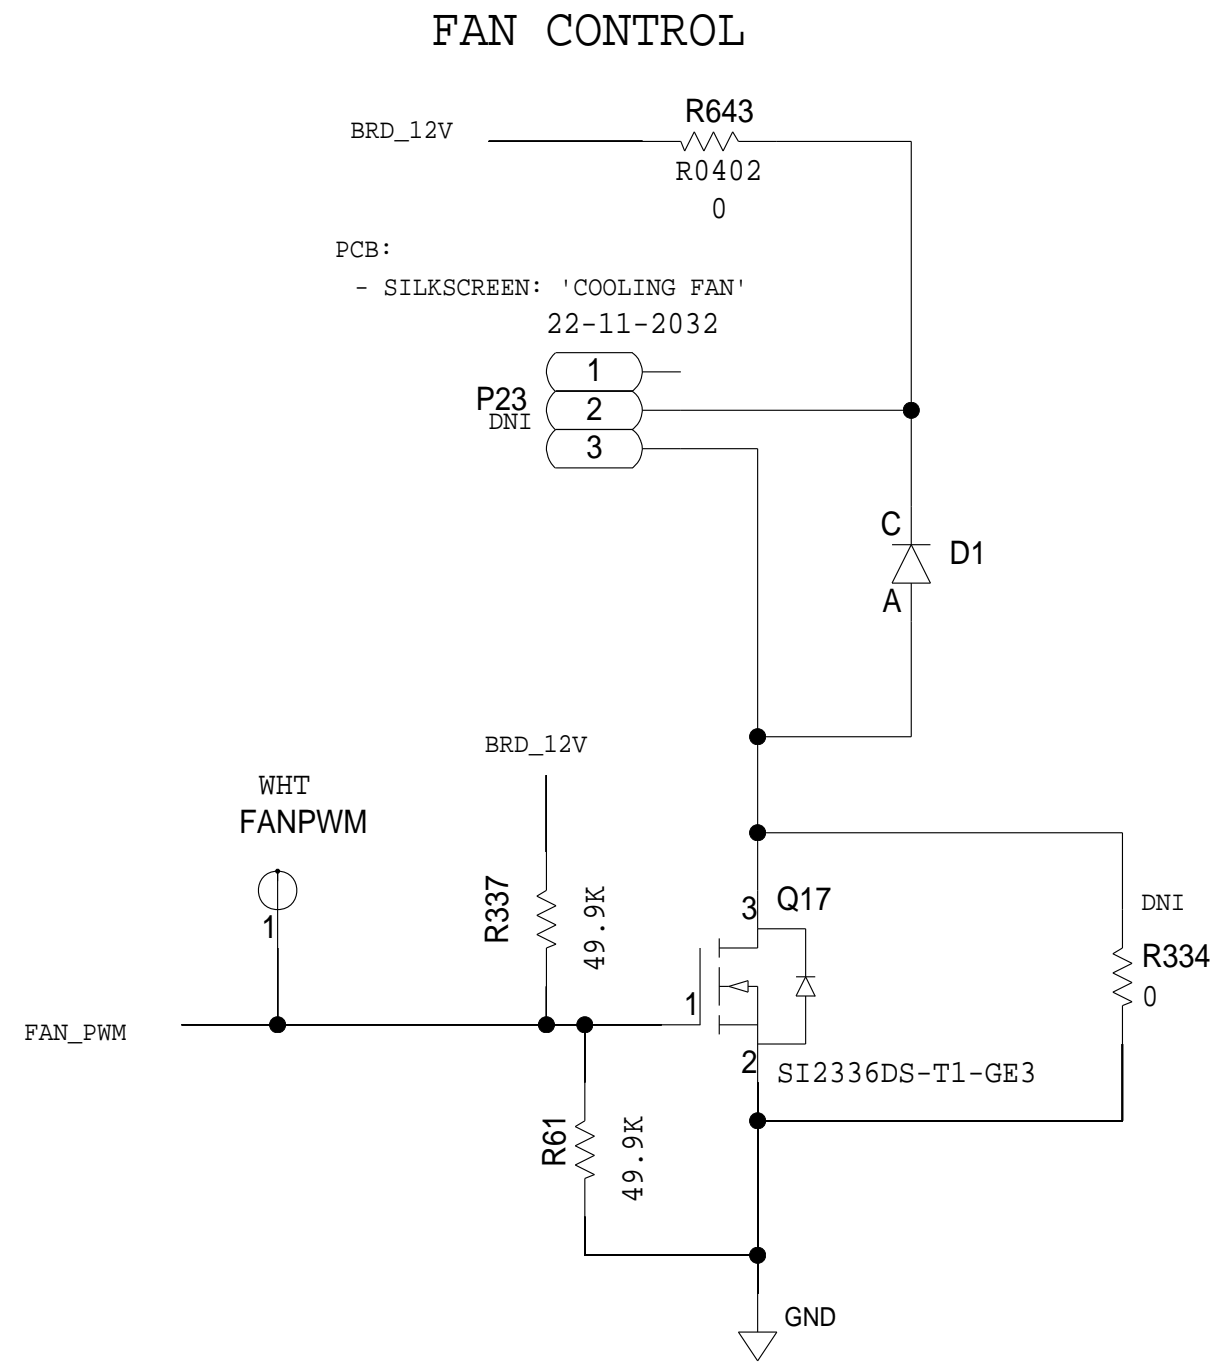 FAN CONTROL
R643
BRD_12V
R0402
0
PCB:
- SILKSCREEN: 'COOLING FAN'
22-11-2032
1
P23
2
DNI
3
C
D1
A
BRD_12V
WHT
FANPWM
R337
49.9K
3
Q17
DNI
1
R334
1
0
FAN_PWM
2
SI2336DS-T1-GE3
R61
49.9K
GND